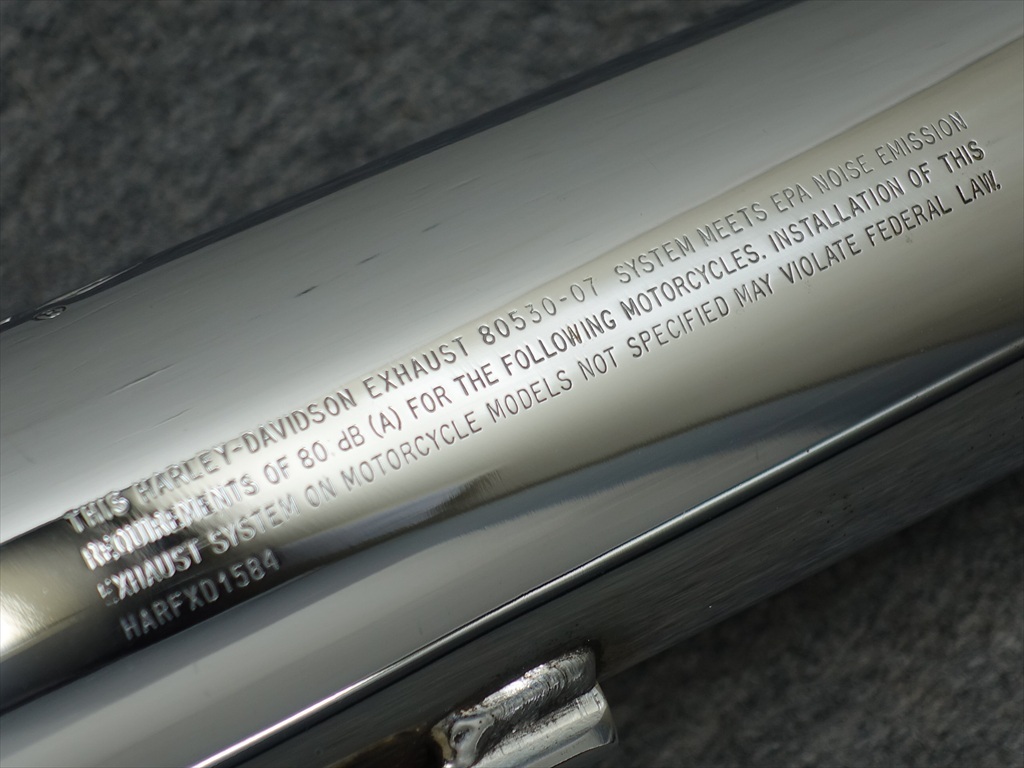 THIS HARLEY-DAVIDSON EXHAUST 80530-07 SYSTEM MEETS EPA NOISE EMISSION
REQUIREMENTS OF 80 dB (A) FOR THE FOLLOWING MOTORCYCLES. INSTALLATION OF THIS
EXHAUST SYSTEM ON MOTORCYCLE MODELS NOT SPECIFIED MAY VIOLATE FEDERAL LAW.
HARFXD1584